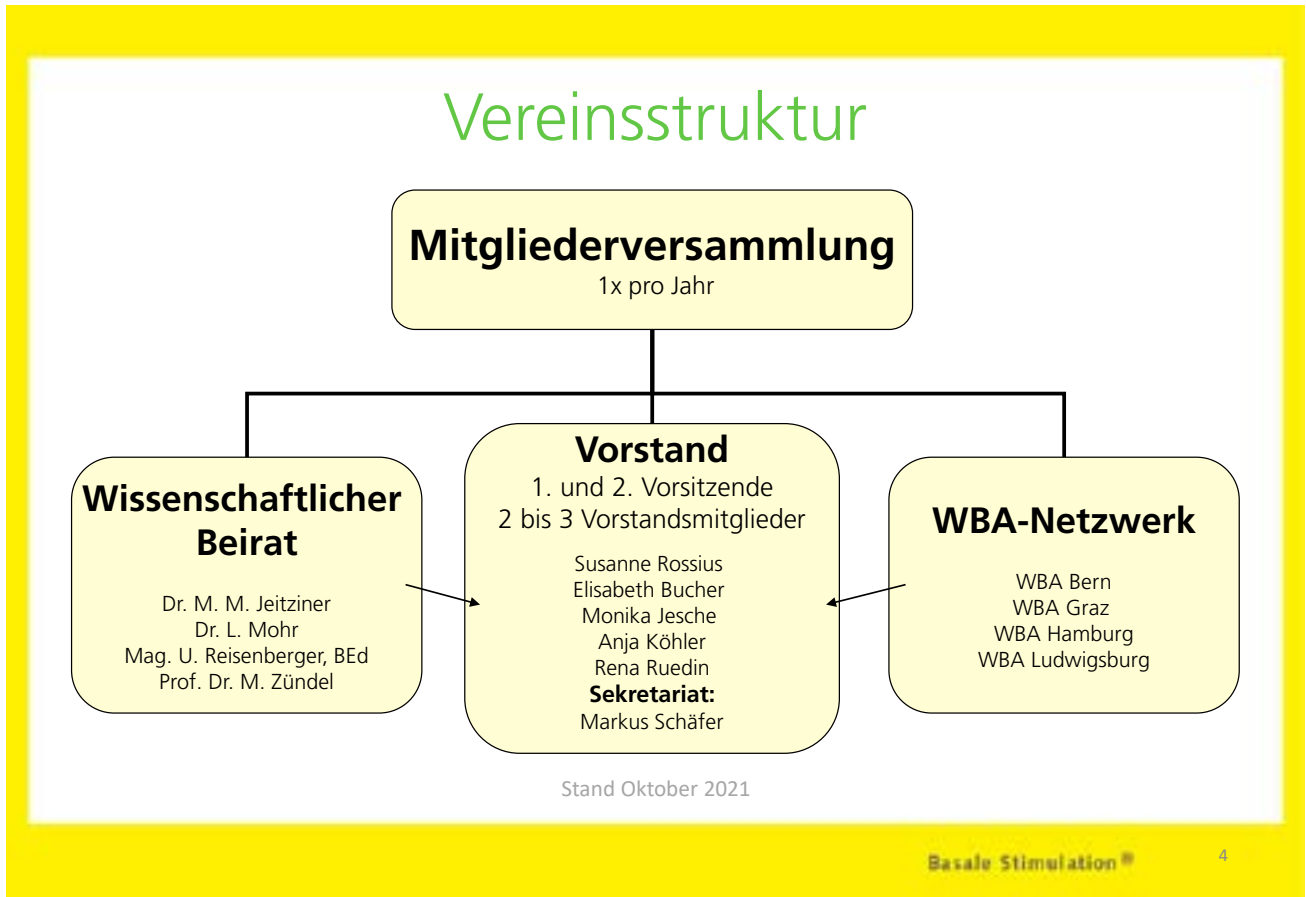 Vereinsstruktur
Mitgliederversammlung
1x pro Jahr
Wissenschaftlicher
Beirat
Dr. M. M. Jeitziner
Dr. L. Mohr
Mag. U. Reisenberger, BEd
Prof. Dr. M. Zündel
Vorstand
1. und 2. Vorsitzende
2 bis 3 Vorstandsmitglieder
Susanne Rossius
Elisabeth Bucher
Monika Jesche
Anja Köhler
Rena Ruedin
Sekretariat:
Markus Schäfer
WBA-Netzwerk
WBA Bern
WBA Graz
WBA Hamburg
WBA Ludwigsburg
Stand Oktober 2021
Basale Stimulation®
4